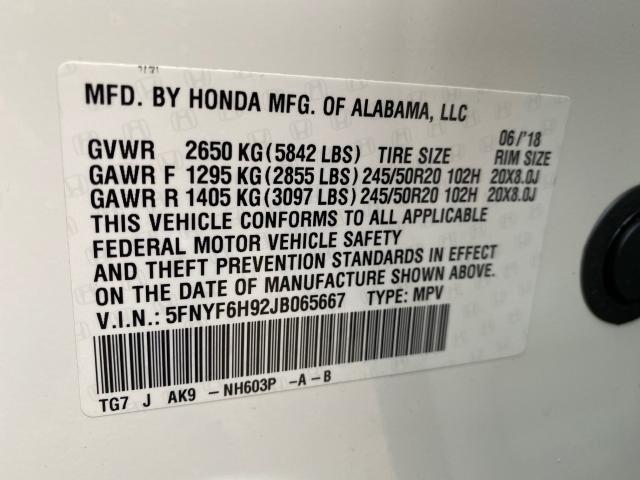 MFD. BY HONDA MFG. OF ALABAMA, LLC
06/'18
GVWR 2650 KG(5842 LBS) TIRE SIZE RIM SIZE
GAWR F 1295 KG(2855 LBS)245/50R20 102H 20X8.0J
GAWR R 1405 KG(3097 LBS)245/50R20 102H 20X8.0J
THIS VEHICLE CONFORMS TO ALL APPLICABLE
FEDERAL MOTOR VEHICLE SAFETY
AND THEFT PREVENTION STANDARDS IN EFFECT
ON THE DATE OF MANUFACTURE SHOWN ABOVE.
V.I.N.: 5FNYF6H92JB065667 TYPE: MPV
TG7 J AK9 -NH603P -A-B